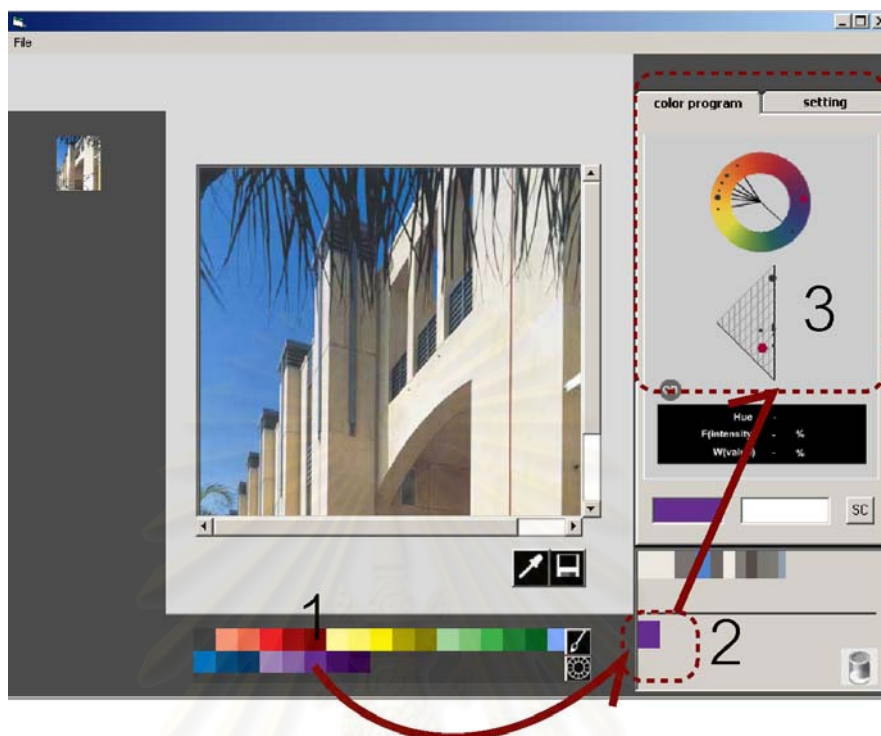 File
color program
setting
3
Hue -
F(intensity) - %
W(value) - %
SC
1
2